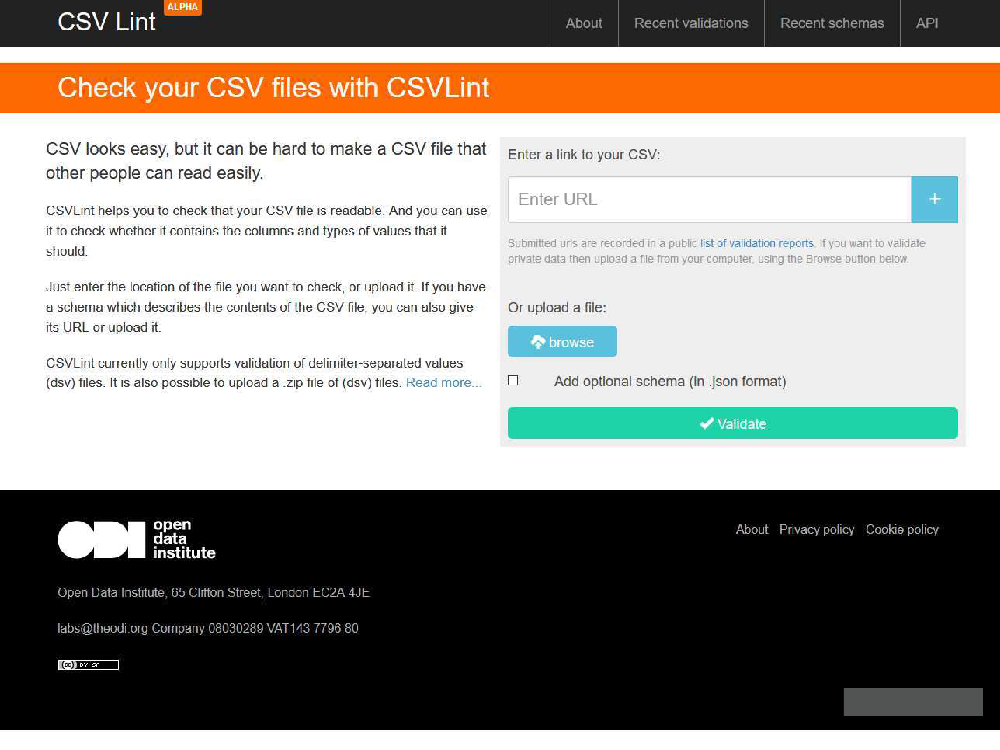 CSV Lint
ALPHA
About
Recent validations
Recent schemas
API
Check your CSV files with CSVLint
CSV looks easy, but it can be hard to make a CSV file that
other people can read easily.
CSVLint helps you to check that your CSV file is readable. And you can use
it to check whether it contains the columns and types of values that it
should.
Just enter the location of the file you want to check, or upload it. If you have
a schema which describes the contents of the CSV file, you can also give
its URL or upload it.
CSVLint currently only supports validation of delimiter-separated values
(dsv) files. It is also possible to upload a .zip file of (dsv) files. Read more...
Enter a link to your CSV:
Enter URL
+
Submitted urls are recorded in a public list of validation reports. If you want to validate
private data then upload a file from your computer, using the Browse button below.
Or upload a file:
browse
Add optional schema (in .json format)
Validate
ODI
open
data
institute
About
Privacy policy
Cookie policy
Open Data Institute, 65 Clifton Street, London EC2A 4JE
labs@theodi.org Company 08030289 VAT143 7796 80
(cc) BY-SA